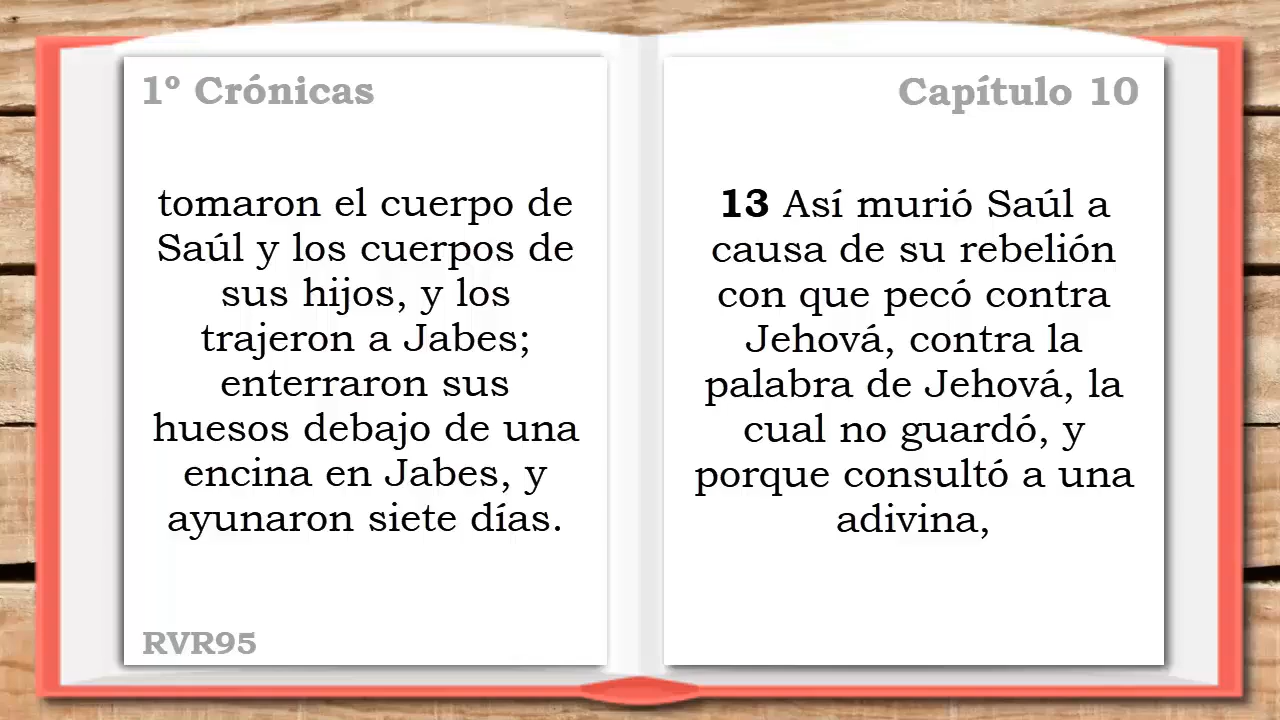 1º Crónicas
tomaron el cuerpo de
Saúl y los cuerpos de
sus hijos, y los
trajeron a Jabes;
enterraron sus
huesos debajo de una
encina en Jabes, y
ayunaron siete días.
RVR95
Capítulo 10
13 Así murió Saúl a
causa de su rebelión
con que pecó contra
Jehová, contra la
palabra de Jehová, la
cual no guardó, y
porque consultó a una
adivina,